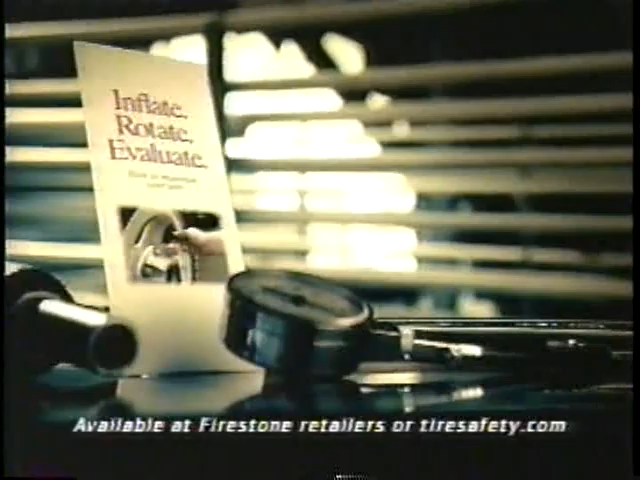 Inflate.
Rotate.
Evaluate.
Available at Firestone retailers or tiresafety.com